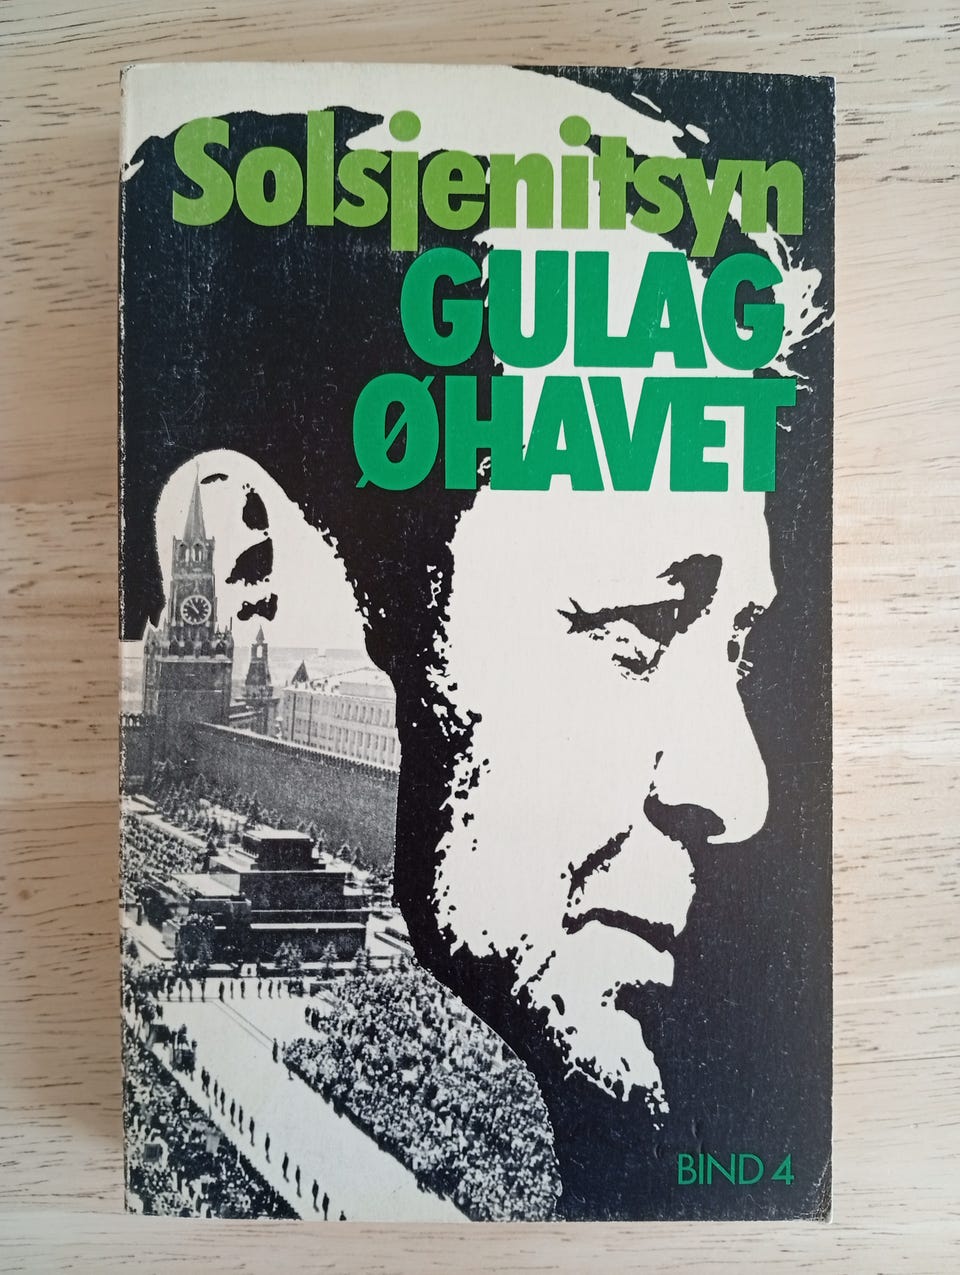 Solsjenitsyn
GULAG
ØHAVET
BIND 4